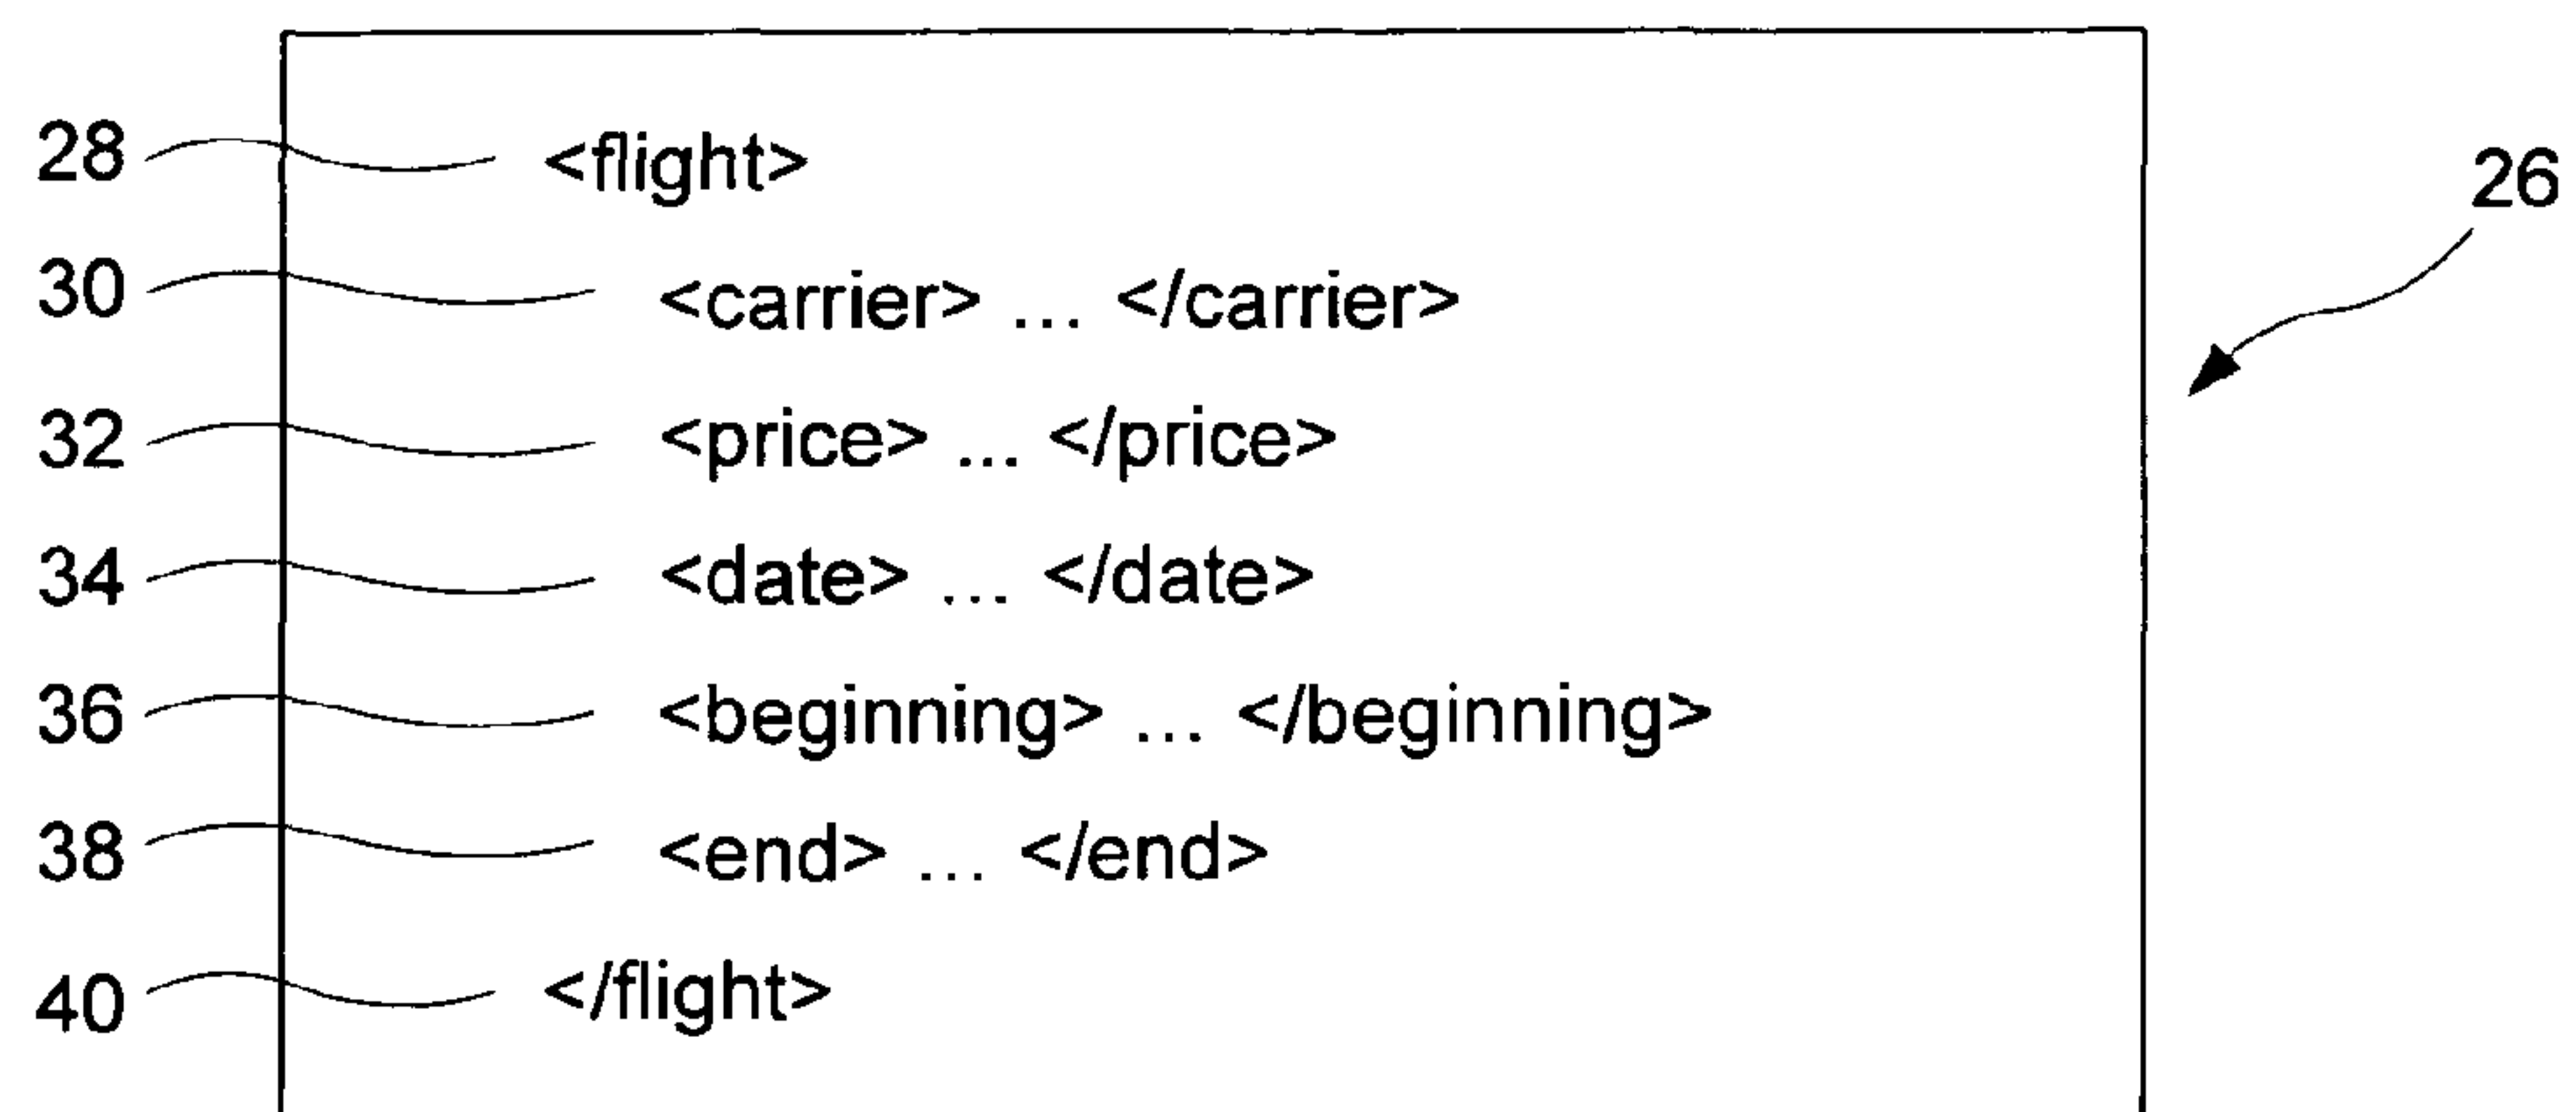 28 <flight>
26
30 <carrier> ... </carrier>
32 <price> ... </price>
34 <date> ... </date>
36 <beginning> ... </beginning>
38 <end> ... </end>
40 </flight>